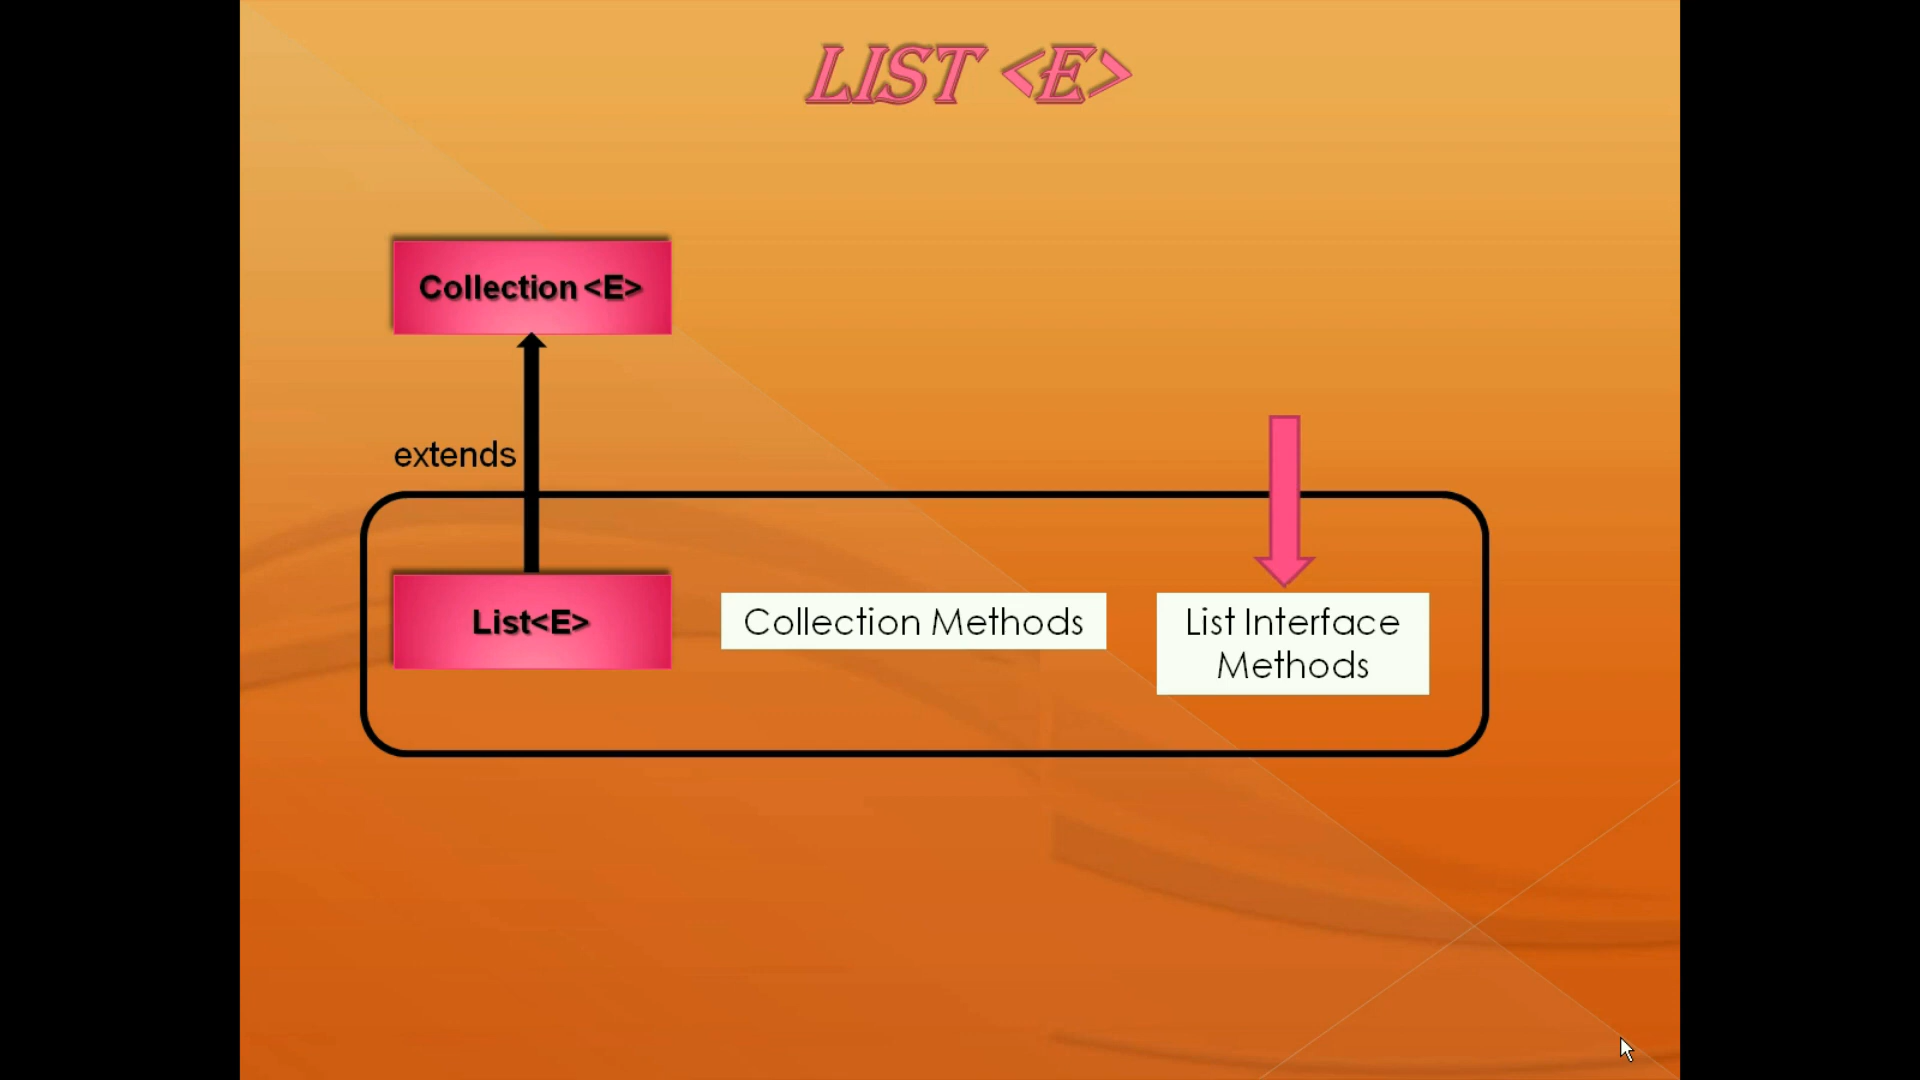 LIST <E>
Collection <E>
extends
List<E>
Collection Methods
List Interface
Methods